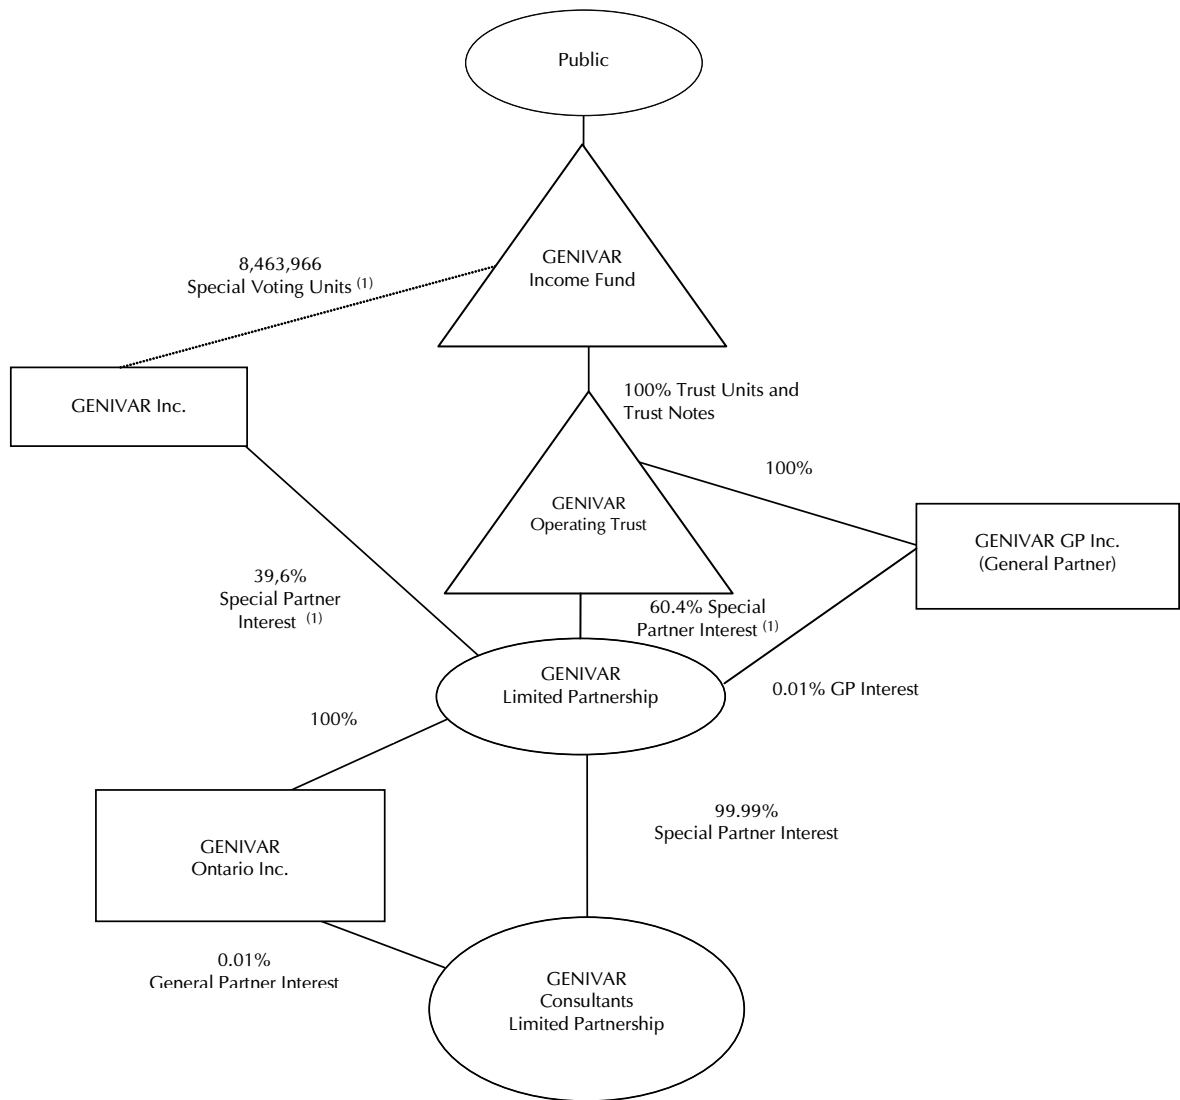 Public
GENIVAR
Income Fund
8,463,966
Special Voting Units (1)
GENIVAR Inc.
100% Trust Units and
Trust Notes
100%
GENIVAR
Operating Trust
GENIVAR GP Inc.
(General Partner)
39,6%
Special Partner
Interest (1)
60.4% Special
Partner Interest (1)
GENIVAR
Limited Partnership
0.01% GP Interest
100%
99.99%
Special Partner Interest
GENIVAR
Ontario Inc.
0.01%
General Partner Interest
GENIVAR
Consultants
Limited Partnership